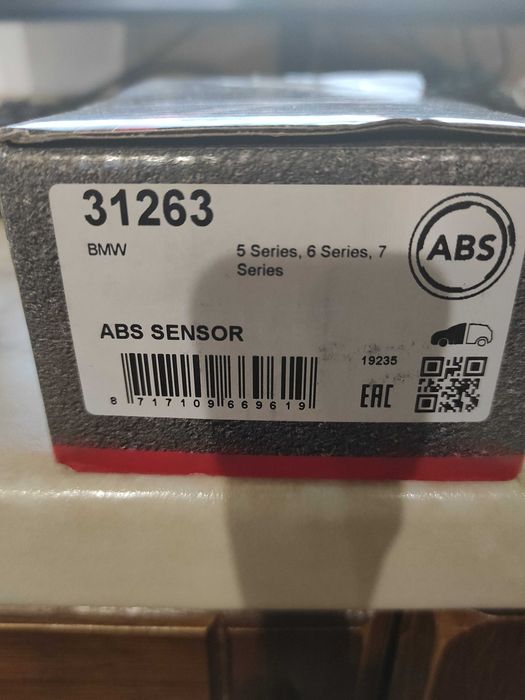 31263
BMW
5 Series, 6 Series, 7
Series
ABS
ABS SENSOR
19235
8 717109 669619
EAC